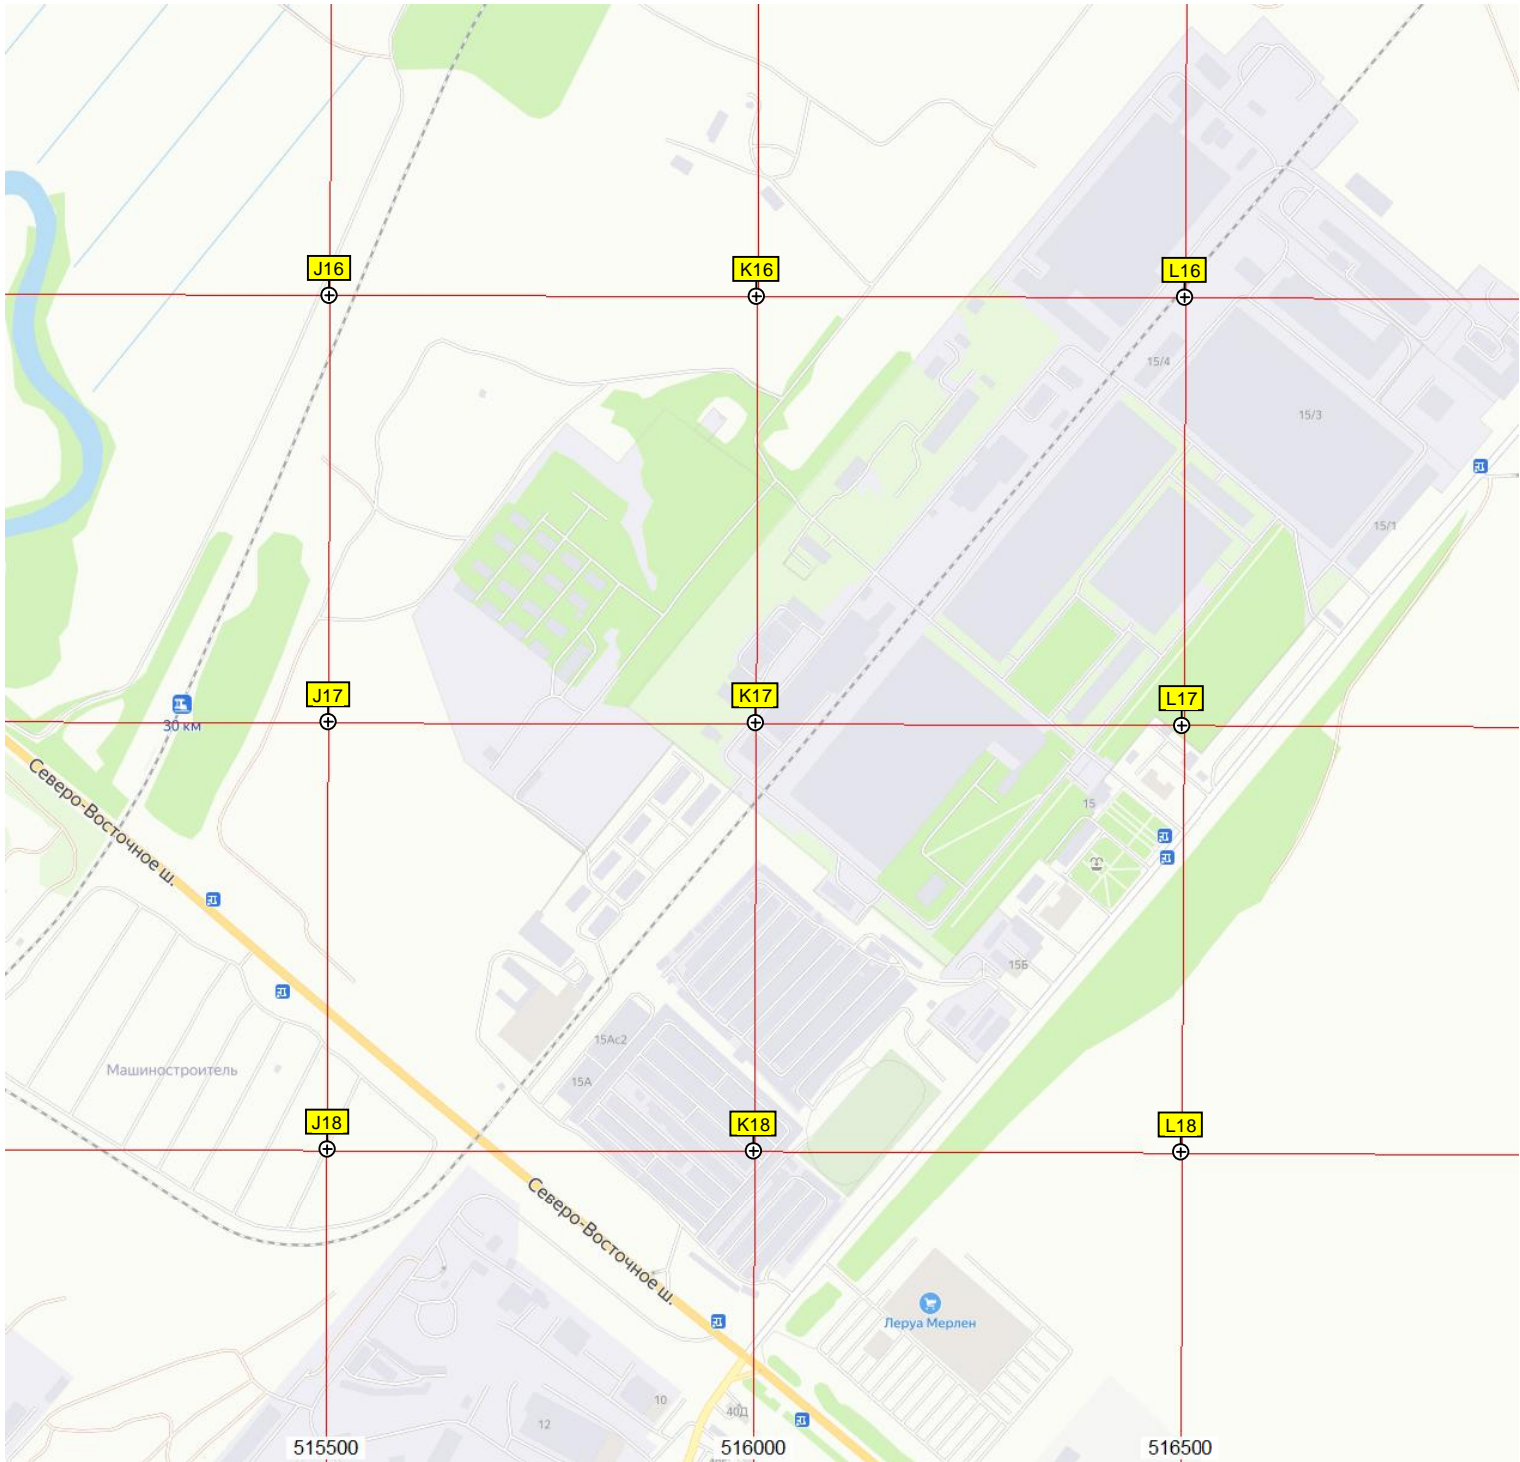 J16
K16
L16
15/4
15/3
15/1
J17
K17
L17
30 км
Северо-Восточное ш.
15
15Б
15Ас2
15А
Машиностроитель
J18
K18
L18
Северо-Восточное ш.
Леруа Мерлен
10
40Д
12
515500
516000
516500